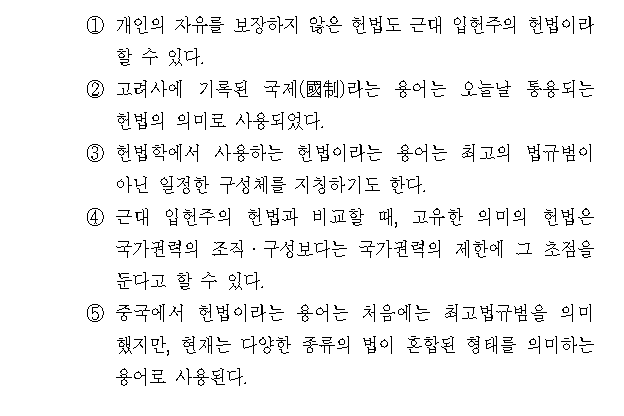 ① 개인의 자유를 보장하지 않은 헌법도 근대 입헌주의 헌법이라
할 수 있다.
② 고려사에 기록된 국제(國制)라는 용어는 오늘날 통용되는
헌법의 의미로 사용되었다.
③ 헌법학에서 사용하는 헌법이라는 용어는 최고의 법규범이
아닌 일정한 구성체를 지칭하기도 한다.
④ 근대 입헌주의 헌법과 비교할 때, 고유한 의미의 헌법은
국가권력의 조직 · 구성보다는 국가권력의 제한에 그 초점을
둔다고 할 수 있다.
⑤ 중국에서 헌법이라는 용어는 처음에는 최고법규범을 의미
했지만, 현재는 다양한 종류의 법이 혼합된 형태를 의미하는
용어로 사용된다.